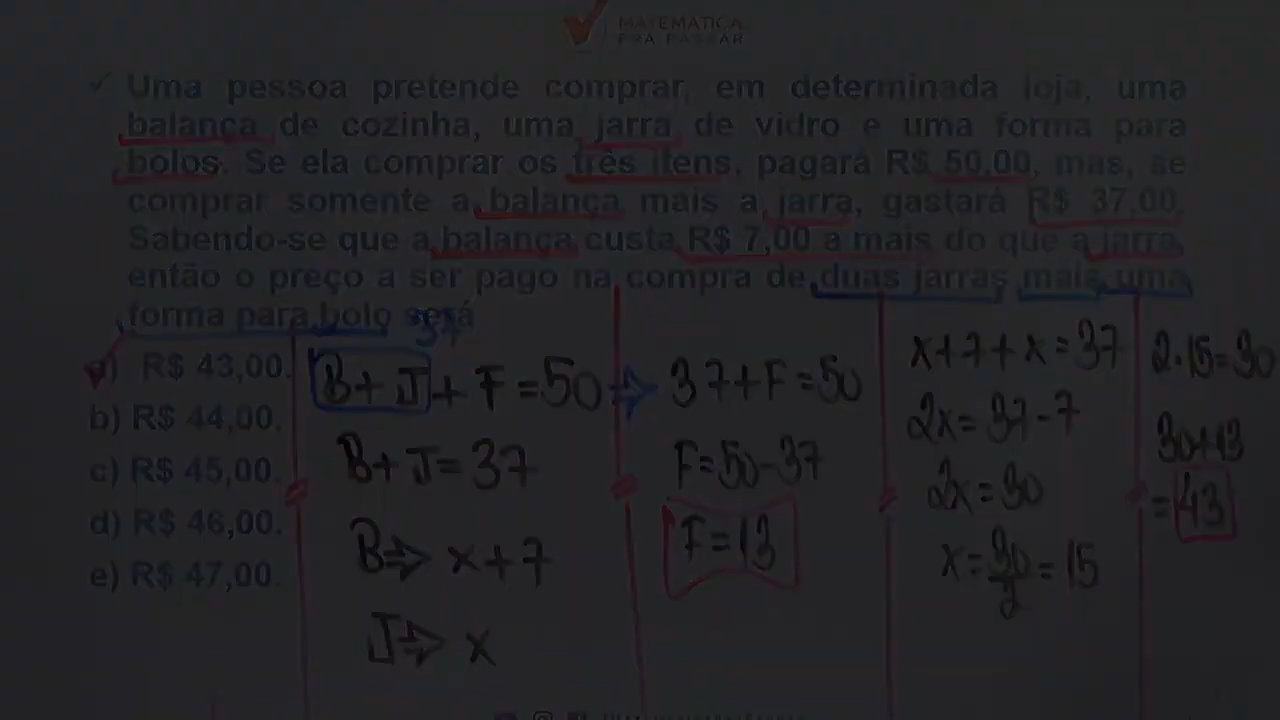 MATEMÁTICA
PRA PASSAR
✓ Uma pessoa pretende comprar, em determinada loja, uma
balança de cozinha, uma jarra de vidro e uma forma para
bolos. Se ela comprar os três itens, pagará R$ 50,00, mas, se
comprar somente a balança mais a jarra, gastará R$ 37,00.
Sabendo-se que a balança custa R$ 7,00 a mais do que a jarra,
então o preço a ser pago na compra de duas jarras mais uma
forma para bolo será
a) R$ 43,00.
b) R$ 44,00.
c) R$ 45,00.
d) R$ 46,00.
e) R$ 47,00.
37
B + J + F = 50 ⇒
B + J = 37
B ⇒ x + 7
J ⇒ x
37 + F = 50
F = 50 - 37
F = 13
x + 7 + x = 37
2x = 37 - 7
2x = 30
x = 30/2 = 15
2 · 15 = 30
30 + 13
= 43